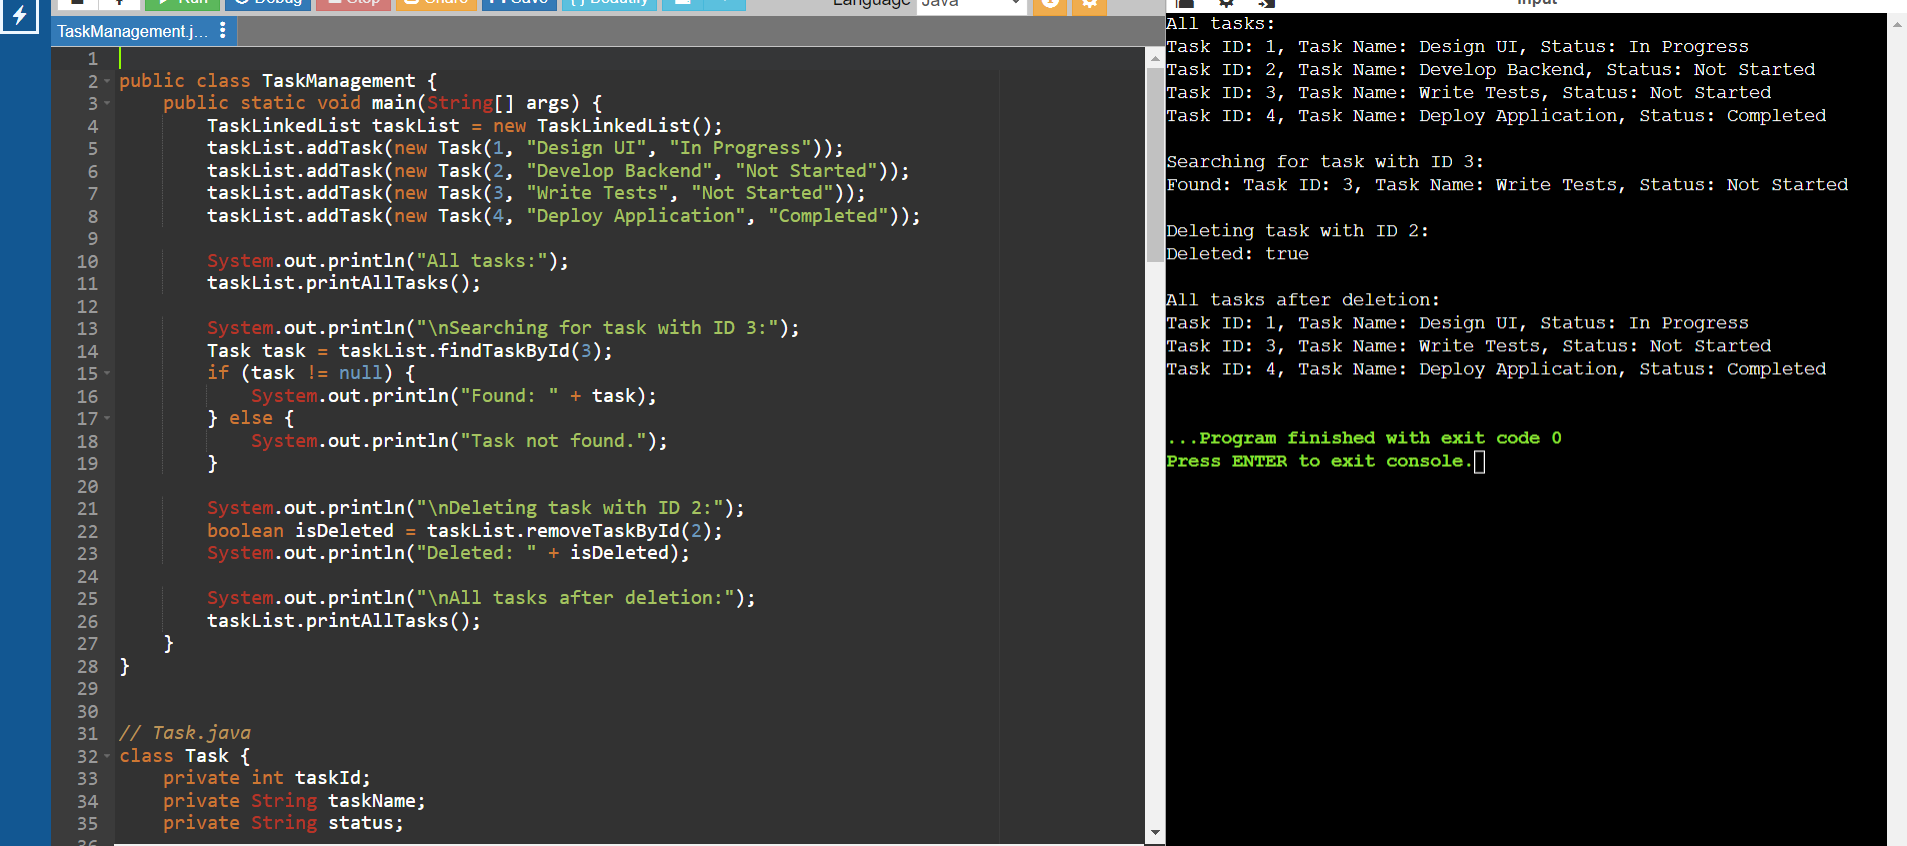 Run Debug Stop Share Save { } Beautify Language Java
input
TaskManagement.j...
1
2 public class TaskManagement {
3     public static void main(String[] args) {
4         TaskLinkedList taskList = new TaskLinkedList();
5         taskList.addTask(new Task(1, "Design UI", "In Progress"));
6         taskList.addTask(new Task(2, "Develop Backend", "Not Started"));
7         taskList.addTask(new Task(3, "Write Tests", "Not Started"));
8         taskList.addTask(new Task(4, "Deploy Application", "Completed"));
9
10         System.out.println("All tasks:");
11         taskList.printAllTasks();
12
13         System.out.println("\nSearching for task with ID 3:");
14         Task task = taskList.findTaskById(3);
15         if (task != null) {
16             System.out.println("Found: " + task);
17         } else {
18             System.out.println("Task not found.");
19         }
20
21         System.out.println("\nDeleting task with ID 2:");
22         boolean isDeleted = taskList.removeTaskById(2);
23         System.out.println("Deleted: " + isDeleted);
24
25         System.out.println("\nAll tasks after deletion:");
26         taskList.printAllTasks();
27     }
28 }
29
30
31 // Task.java
32 class Task {
33     private int taskId;
34     private String taskName;
35     private String status;
36
All tasks:
Task ID: 1, Task Name: Design UI, Status: In Progress
Task ID: 2, Task Name: Develop Backend, Status: Not Started
Task ID: 3, Task Name: Write Tests, Status: Not Started
Task ID: 4, Task Name: Deploy Application, Status: Completed

Searching for task with ID 3:
Found: Task ID: 3, Task Name: Write Tests, Status: Not Started

Deleting task with ID 2:
Deleted: true

All tasks after deletion:
Task ID: 1, Task Name: Design UI, Status: In Progress
Task ID: 3, Task Name: Write Tests, Status: Not Started
Task ID: 4, Task Name: Deploy Application, Status: Completed

...Program finished with exit code 0
Press ENTER to exit console.